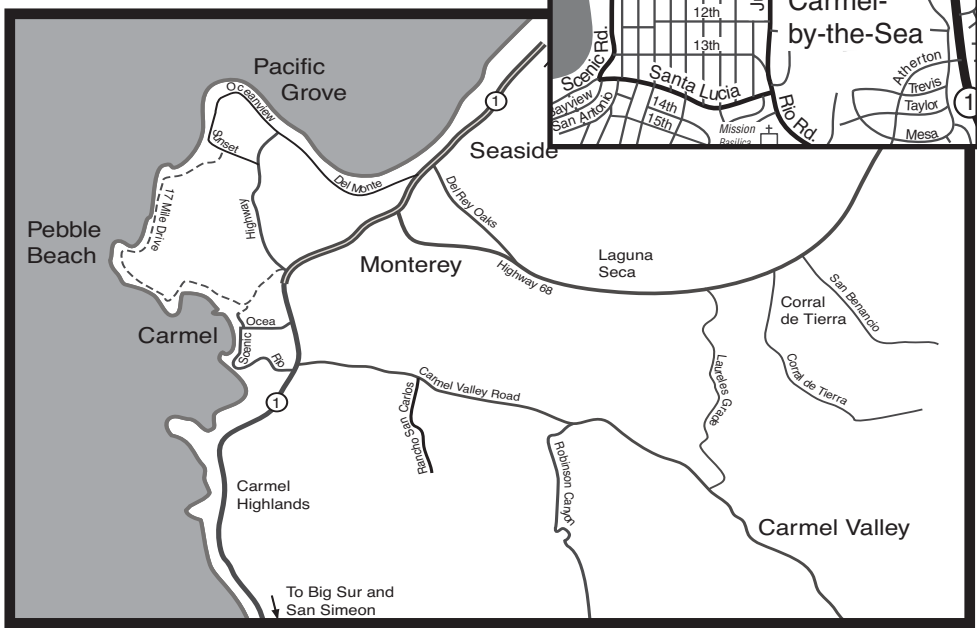 12th
Carmel-
by-the-Sea
13th
Scenic Rd.
Santa Lucia
Atherton
Trevis
Taylor
Mesa
San Antonio
14th
15th
Mission
Basilica
Rio Rd.
1
Pacific
Grove
Oceanview
Sunset
1
Seaside
Del Monte
Del Rey Oaks
17 Mile Drive
Highway
Pebble
Beach
Monterey
Highway 68
Laguna
Seca
San Benancio
Corral
de Tierra
Carmel
Ocea
Scenic
Rio
Laureles Grade
Corral de Tierra
Carmel Valley Road
1
Rancho San Carlos
Robinson Canyon
Carmel
Highlands
Carmel Valley
To Big Sur and
San Simeon